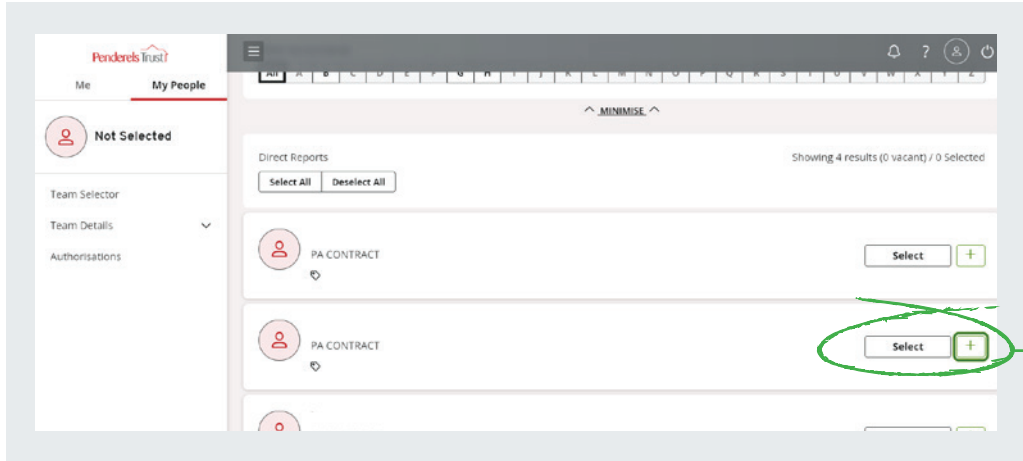 Penderels Trust
Me My People
Not Selected
Team Selector
Team Details
Authorisations
?
All A B C D E F G H I J K L M N O P Q R S T U V W X Y Z
MINIMISE
Direct Reports
Showing 4 results (0 vacant) / 0 Selected
Select All Deselect All
PA CONTRACT
Select +
PA CONTRACT
Select +